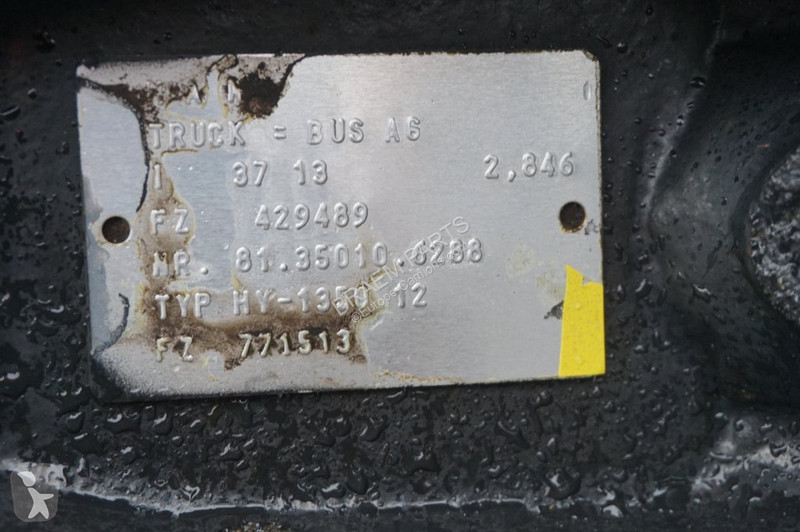 TRUCK = BUS AG
I 37 13 2,846
FZ 429489
NR. 81.35010.6288
TYP HY-1350 12
FZ 771513